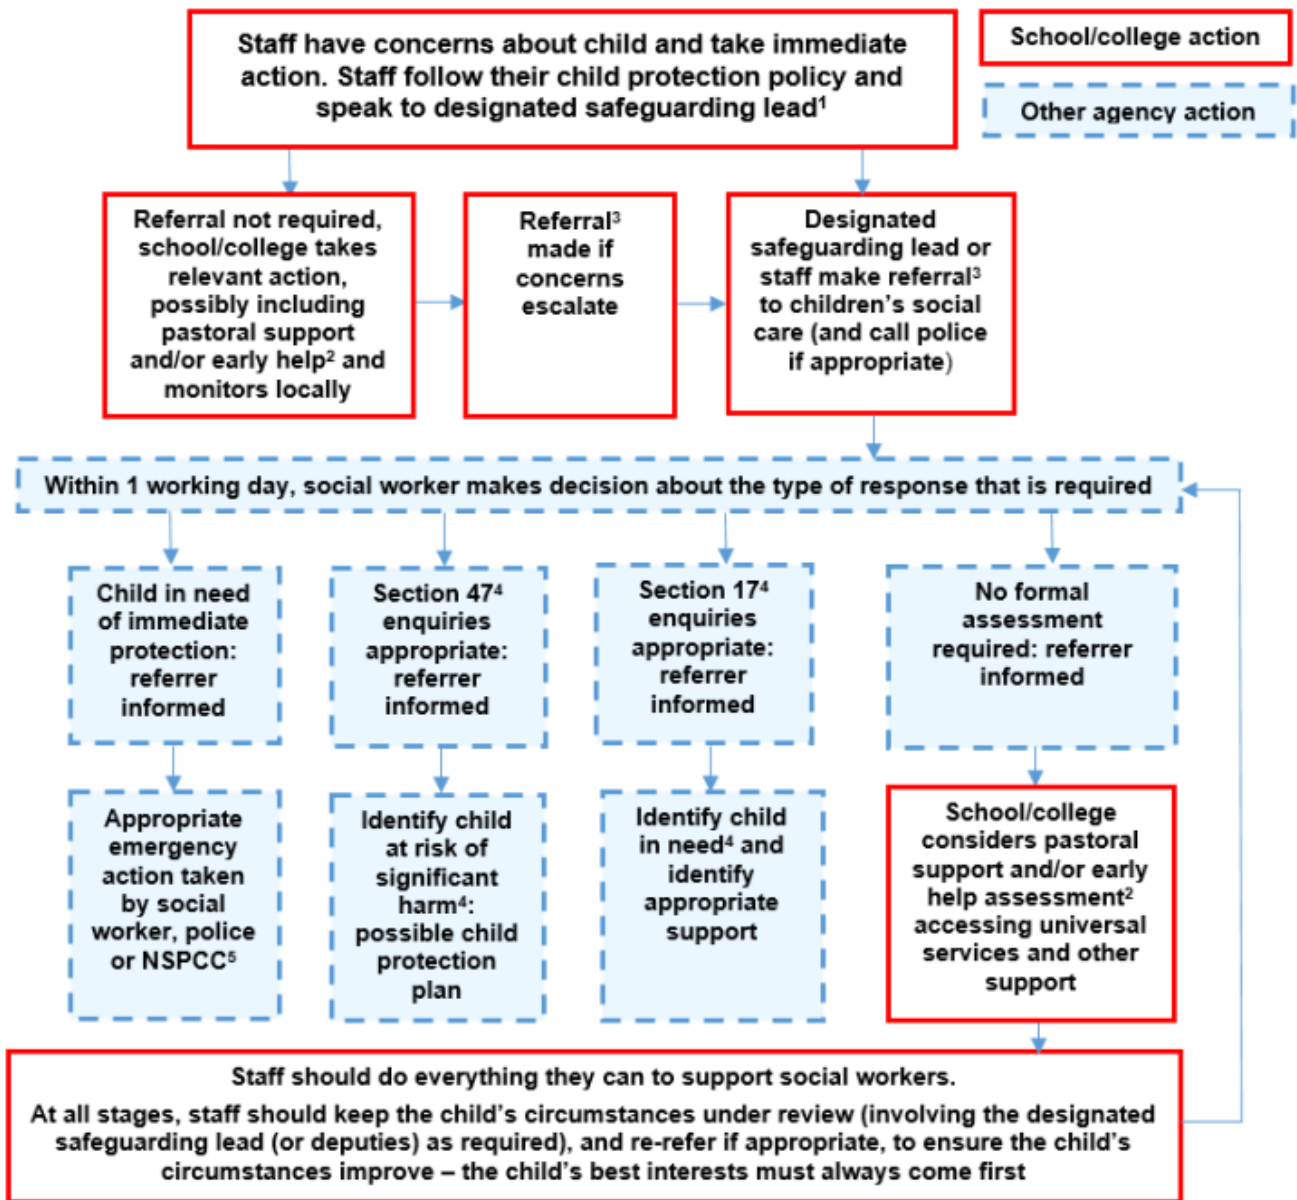 Staff have concerns about child and take immediate
action. Staff follow their child protection policy and
speak to designated safeguarding lead¹
School/college action
Other agency action
Referral not required,
school/college takes
relevant action,
possibly including
pastoral support
and/or early help² and
monitors locally
Referral³
made if
concerns
escalate
Designated
safeguarding lead or
staff make referral³
to children's social
care (and call police
if appropriate)
Within 1 working day, social worker makes decision about the type of response that is required
Child in need
of immediate
protection:
referrer
informed
Section 47⁴
enquiries
appropriate:
referrer
informed
Section 17⁴
enquiries
appropriate:
referrer
informed
No formal
assessment
required: referrer
informed
Appropriate
emergency
action taken
by social
worker, police
or NSPCC⁵
Identify child
at risk of
significant
harm⁴:
possible child
protection
plan
Identify child
in need⁴ and
identify
appropriate
support
School/college
considers pastoral
support and/or early
help assessment²
accessing universal
services and other
support
Staff should do everything they can to support social workers.
At all stages, staff should keep the child's circumstances under review (involving the designated
safeguarding lead (or deputies) as required), and re-refer if appropriate, to ensure the child's
circumstances improve – the child's best interests must always come first